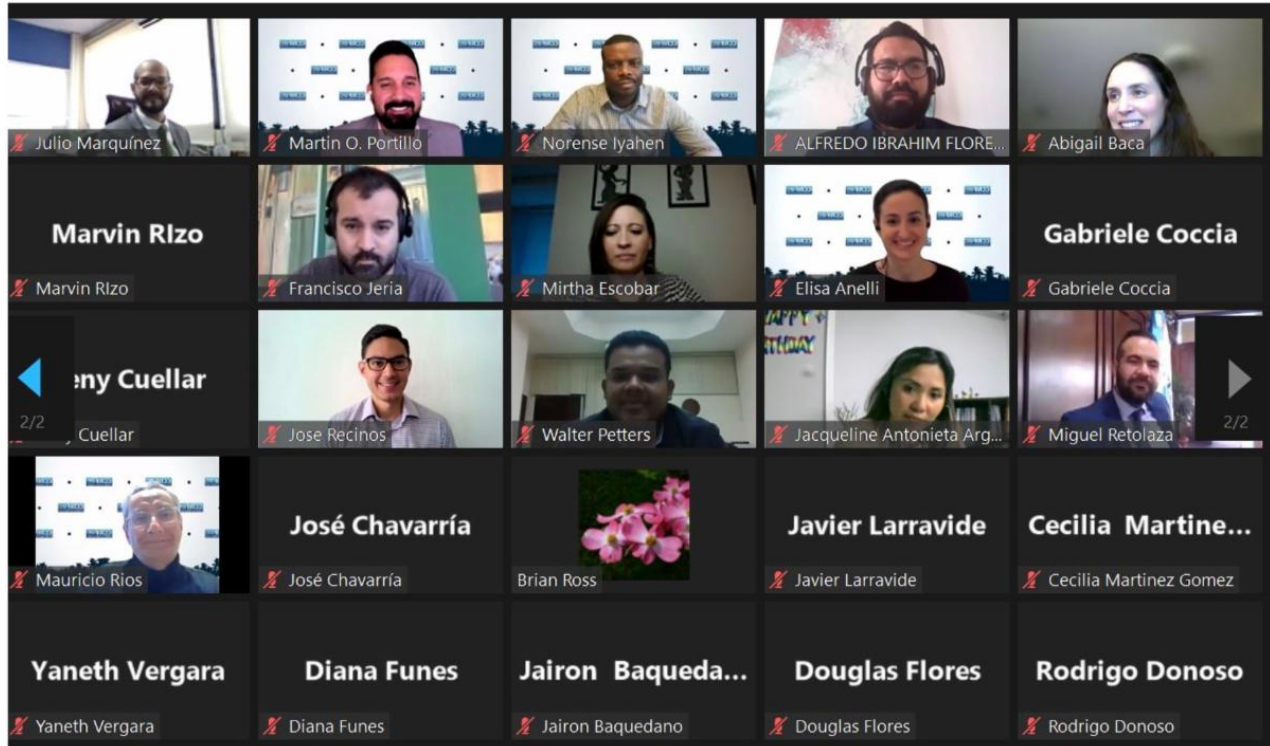 Julio Marquínez
Martin O. Portillo
Norense Iyahen
ALFREDO IBRAHIM FLORE...
Abigail Baca
Marvin RIzo
Marvin RIzo
Francisco Jeria
Mirtha Escobar
Elisa Anelli
Gabriele Coccia
Gabriele Coccia
eny Cuellar
2/2
y Cuellar
Jose Recinos
Walter Petters
HAPPY
BIRTHDAY
Jacqueline Antonieta Arg...
Miguel Retolaza
2/2
Mauricio Rios
José Chavarría
José Chavarría
Brian Ross
Javier Larravide
Javier Larravide
Cecilia Martine...
Cecilia Martinez Gomez
Yaneth Vergara
Yaneth Vergara
Diana Funes
Diana Funes
Jairon Baqueda...
Jairon Baquedano
Douglas Flores
Douglas Flores
Rodrigo Donoso
Rodrigo Donoso